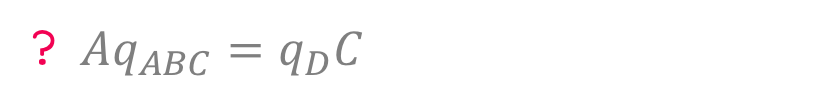 ? Aq_{ABC} = q_D C